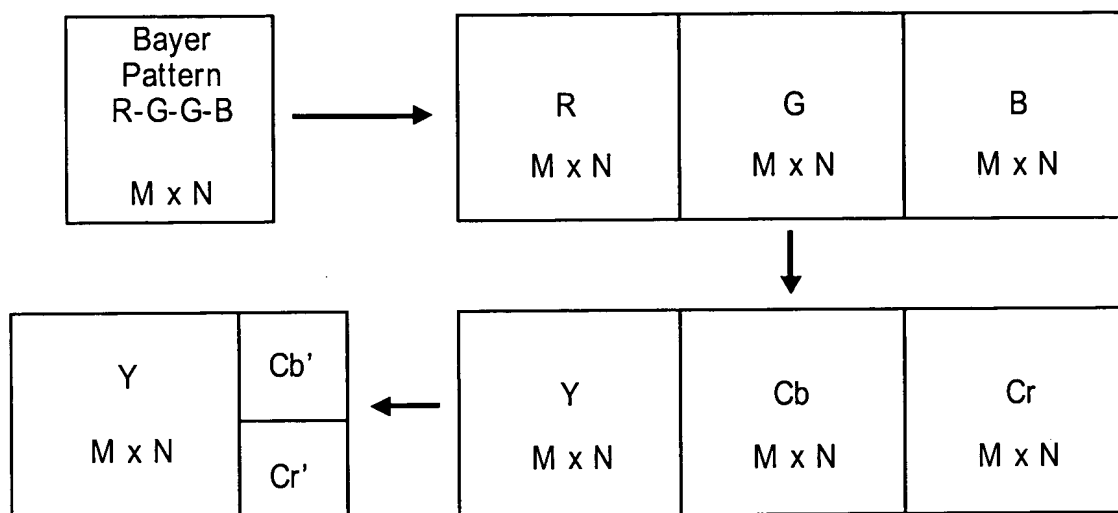 Bayer
Pattern
R-G-G-B
M x N
R
M x N
G
M x N
B
M x N
Y
M x N
Cb'
Cr'
Y
M x N
Cb
M x N
Cr
M x N